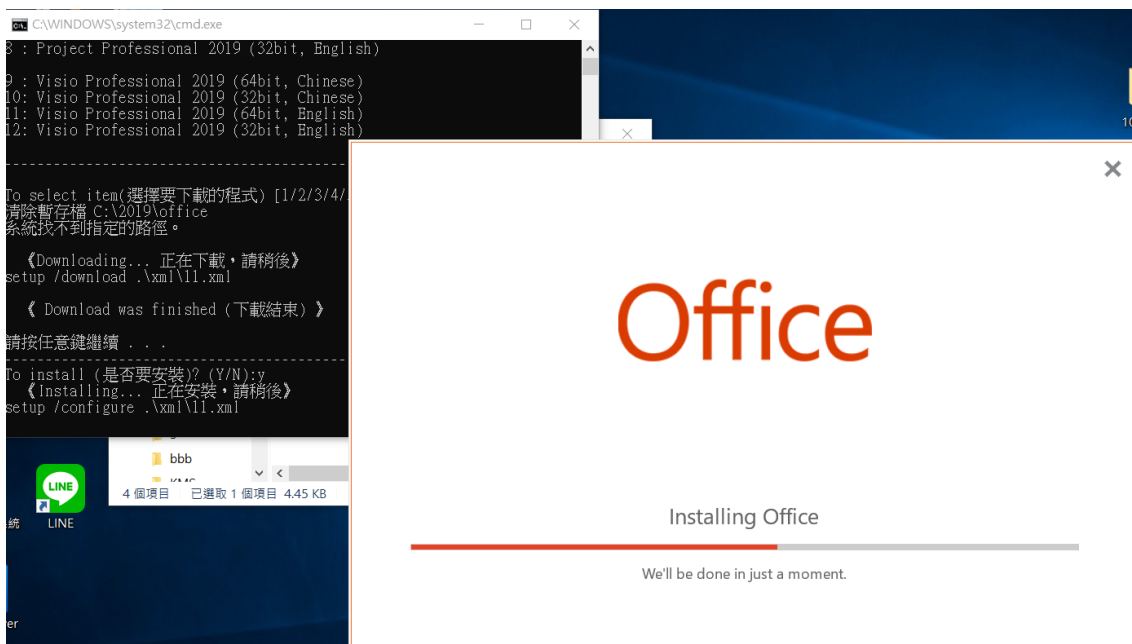 C:\WINDOWS\system32\cmd.exe
8 : Project Professional 2019 (32bit, English)
9 : Visio Professional 2019 (64bit, Chinese)
10: Visio Professional 2019 (32bit, Chinese)
11: Visio Professional 2019 (64bit, English)
12: Visio Professional 2019 (32bit, English)
To select item(選擇要下載的程式) [1/2/3/4/
清除暫存檔 C:\2019\office
系統找不到指定的路徑。
《Downloading... 正在下載，請稍後》
setup /download .\xml\11.xml
《 Download was finished (下載結束) 》
請按任意鍵繼續 . . .
To install (是否要安裝)? (Y/N):y
《Installing... 正在安裝，請稍後》
setup /configure .\xml\11.xml
bbb
4 個項目
已選取 1 個項目 4.45 KB
LINE
統
LINE
er
Office
Installing Office
We'll be done in just a moment.